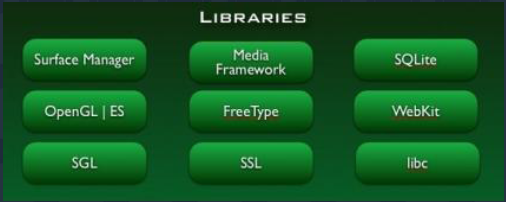 LIBRARIES
Surface Manager
Media
Framework
SQLite
OpenGL | ES
FreeType
WebKit
SGL
SSL
libc